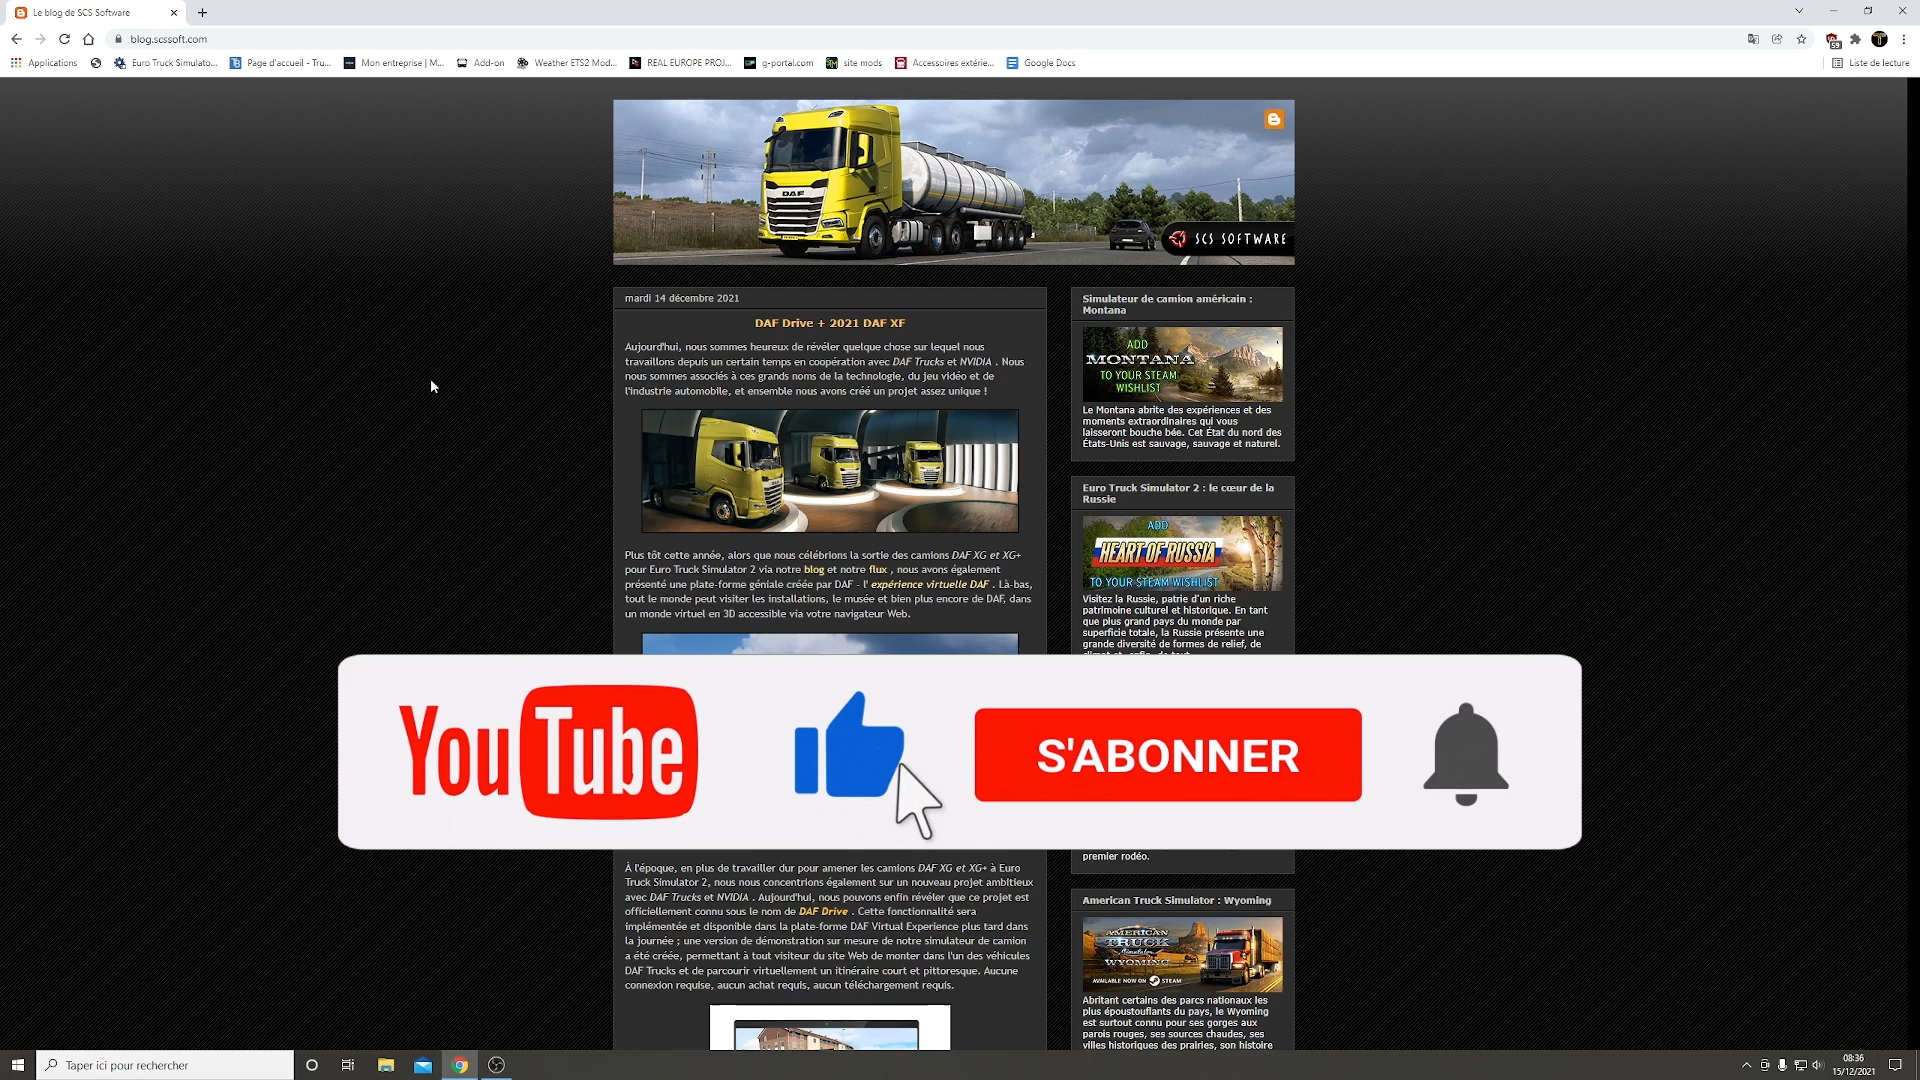 Le blog de SCS Software
blog.scssoft.com
59
Applications
Euro Truck Simulato...
Page d'accueil - Tru...
Mon entreprise | M...
Add-on
Weather ETS2 Mod...
REAL EUROPE PROJ...
g-portal.com
site mods
Accessoires extérie...
Google Docs
Liste de lecture
DAF
SCS SOFTWARE
mardi 14 décembre 2021
DAF Drive + 2021 DAF XF
Aujourd'hui, nous sommes heureux de révéler quelque chose sur lequel nous
travaillons depuis un certain temps en coopération avec DAF Trucks et NVIDIA . Nous
nous sommes associés à ces grands noms de la technologie, du jeu vidéo et de
l'industrie automobile, et ensemble nous avons créé un projet assez unique !
Plus tôt cette année, alors que nous célébrions la sortie des camions DAF XG et XG+
pour Euro Truck Simulator 2 via notre blog et notre flux , nous avons également
présenté une plate-forme géniale créée par DAF - l' expérience virtuelle DAF . Là-bas,
tout le monde peut visiter les installations, le musée et bien plus encore de DAF, dans
un monde virtuel en 3D accessible via votre navigateur Web.
À l'époque, en plus de travailler dur pour amener les camions DAF XG et XG+ à Euro
Truck Simulator 2, nous nous concentrions également sur un nouveau projet ambitieux
avec DAF Trucks et NVIDIA . Aujourd'hui, nous pouvons enfin révéler que ce projet est
officiellement connu sous le nom de DAF Drive . Cette fonctionnalité sera
implémentée et disponible dans la plate-forme DAF Virtual Experience plus tard dans
la journée ; une version de démonstration sur mesure de notre simulateur de camion
a été créée, permettant à tout visiteur du site Web de monter dans l'un des véhicules
DAF Trucks et de parcourir virtuellement un itinéraire court et pittoresque. Aucune
connexion requise, aucun achat requis, aucun téléchargement requis.
Simulateur de camion américain :
Montana
ADD
MONTANA
TO YOUR STEAM
WISHLIST
Le Montana abrite des expériences et des
moments extraordinaires qui vous
laisseront bouche bée. Cet État du nord des
États-Unis est sauvage, sauvage et naturel.
Euro Truck Simulator 2 : le cœur de la
Russie
ADD
HEART OF RUSSIA
TO YOUR STEAM WISHLIST
Visitez la Russie, patrie d'un riche
patrimoine culturel et historique. En tant
que plus grand pays du monde par
superficie totale, la Russie présente une
grande diversité de formes de relief, de
climat et, enfin, de tout
premier rodéo.
American Truck Simulator : Wyoming
AMERICAN
TRUCK
Simulator
WYOMING
AVAILABLE NOW ON STEAM
Abritant certains des parcs nationaux les
plus époustouflants du pays, le Wyoming
est surtout connu pour ses gorges aux
parois rouges, ses sources chaudes, ses
villes historiques des prairies, son histoire
YouTube
S'ABONNER
Taper ici pour rechercher
08:36
15/12/2021